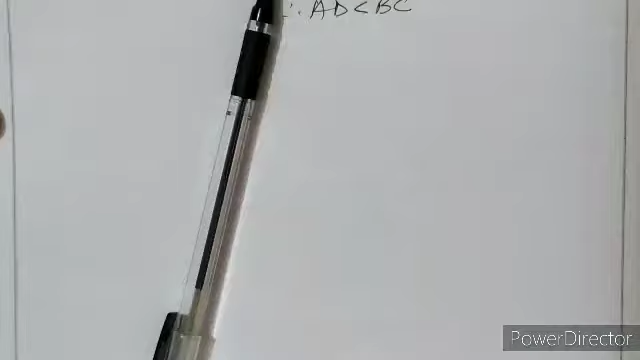 ∴ AD < BC
PowerDirector